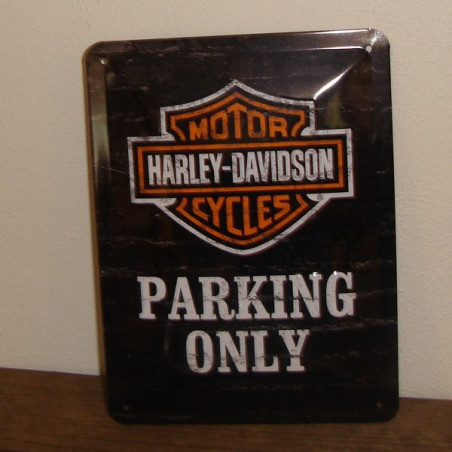 MOTOR
HARLEY-DAVIDSON
CYCLES
PARKING
ONLY